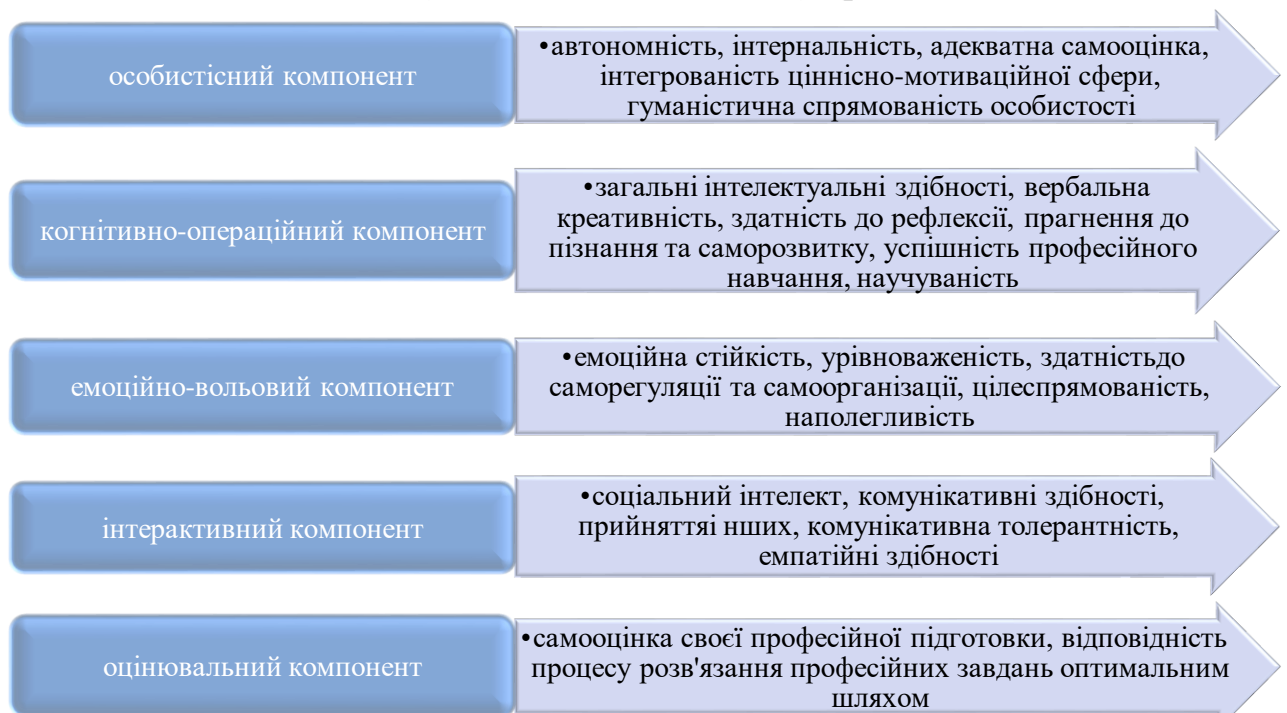 особистісний компонент
•автономність, інтернальність, адекватна самооцінка,
інтегрованість ціннісно-мотиваційної сфери,
гуманістична спрямованість особистості
когнітивно-операційний компонент
•загальні інтелектуальні здібності, вербальна
креативність, здатність до рефлексії, прагнення до
пізнання та саморозвитку, успішність професійного
навчання, научуваність
емоційно-вольовий компонент
•емоційна стійкість, урівноваженість, здатністьдо
саморегуляції та самоорганізації, цілеспрямованість,
наполегливість
інтерактивний компонент
•соціальний інтелект, комунікативні здібності,
прийняттяі нших, комунікативна толерантність,
емпатійні здібності
оцінювальний компонент
•самооцінка своєї професійної підготовки, відповідність
процесу розв'язання професійних завдань оптимальним
шляхом